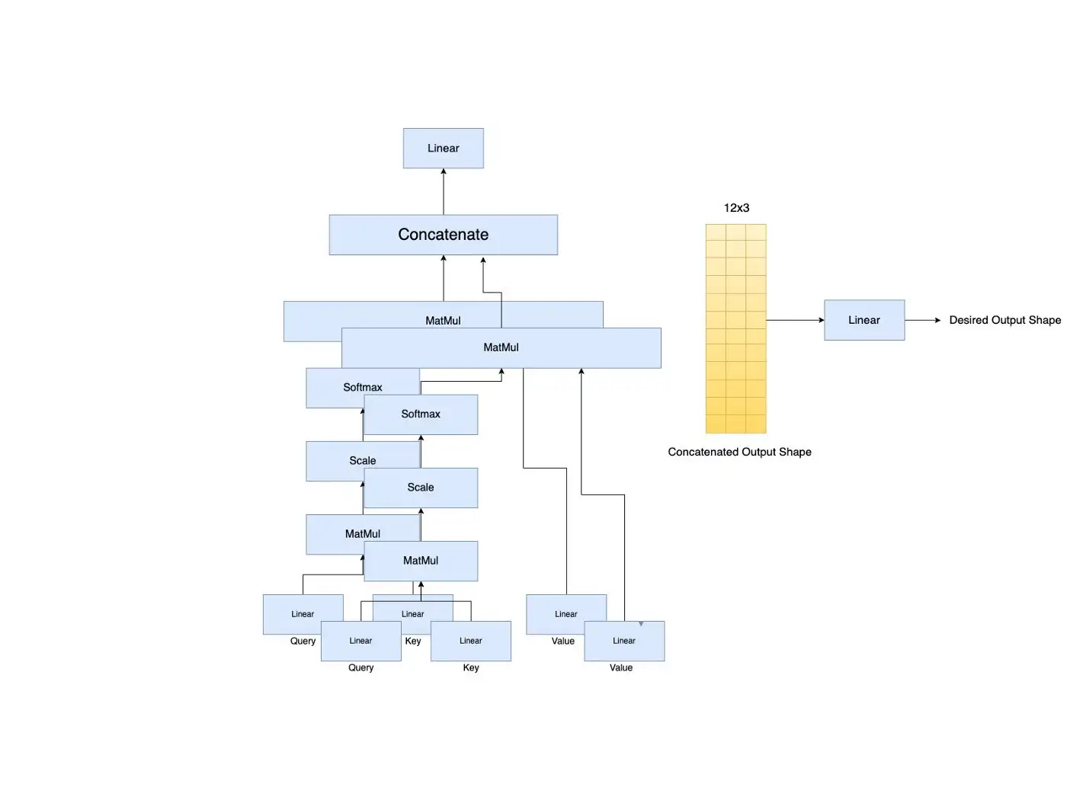 Linear
Concatenate
MatMul
MatMul
Softmax
Softmax
Scale
Scale
MatMul
MatMul
Linear
Linear
Linear
Query
Key
Value
Linear
Linear
Linear
Query
Key
Value
12x3
Linear
Desired Output Shape
Concatenated Output Shape